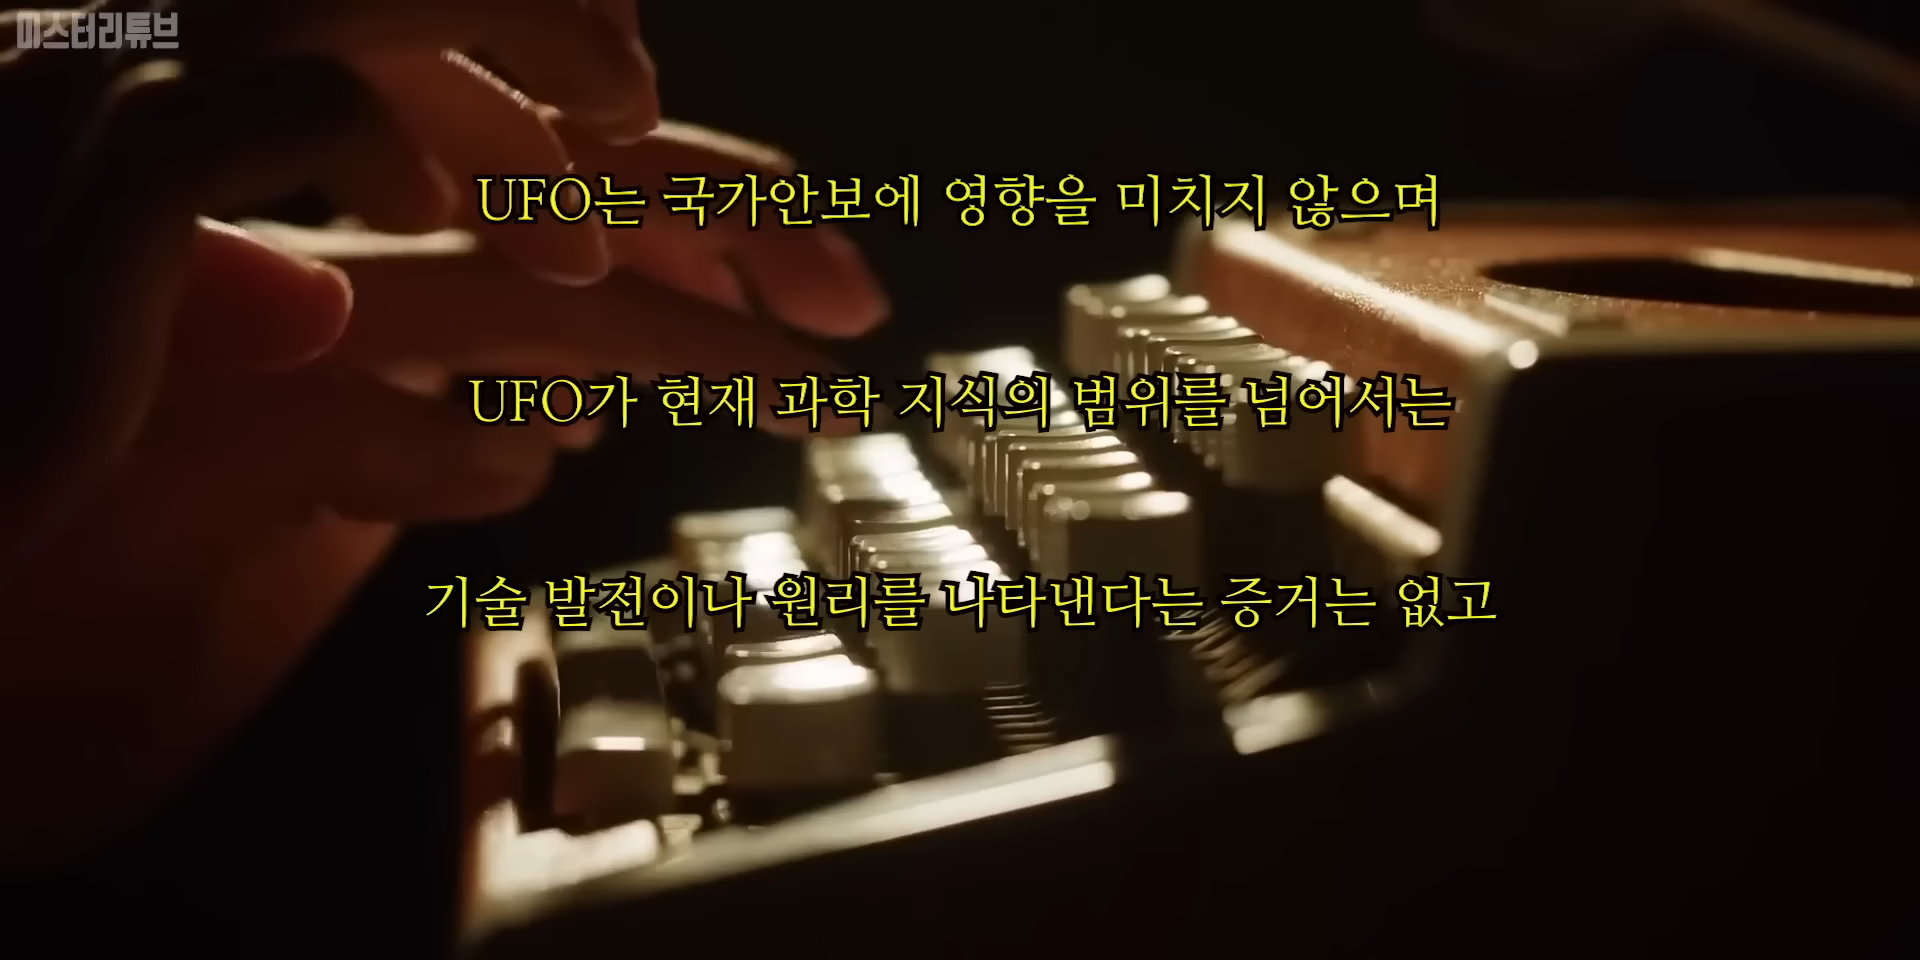 미스터리튜브
UFO는 국가안보에 영향을 미치지 않으며
UFO가 현재 과학 지식의 범위를 넘어서는
기술 발전이나 원리를 나타낸다는 증거는 없고